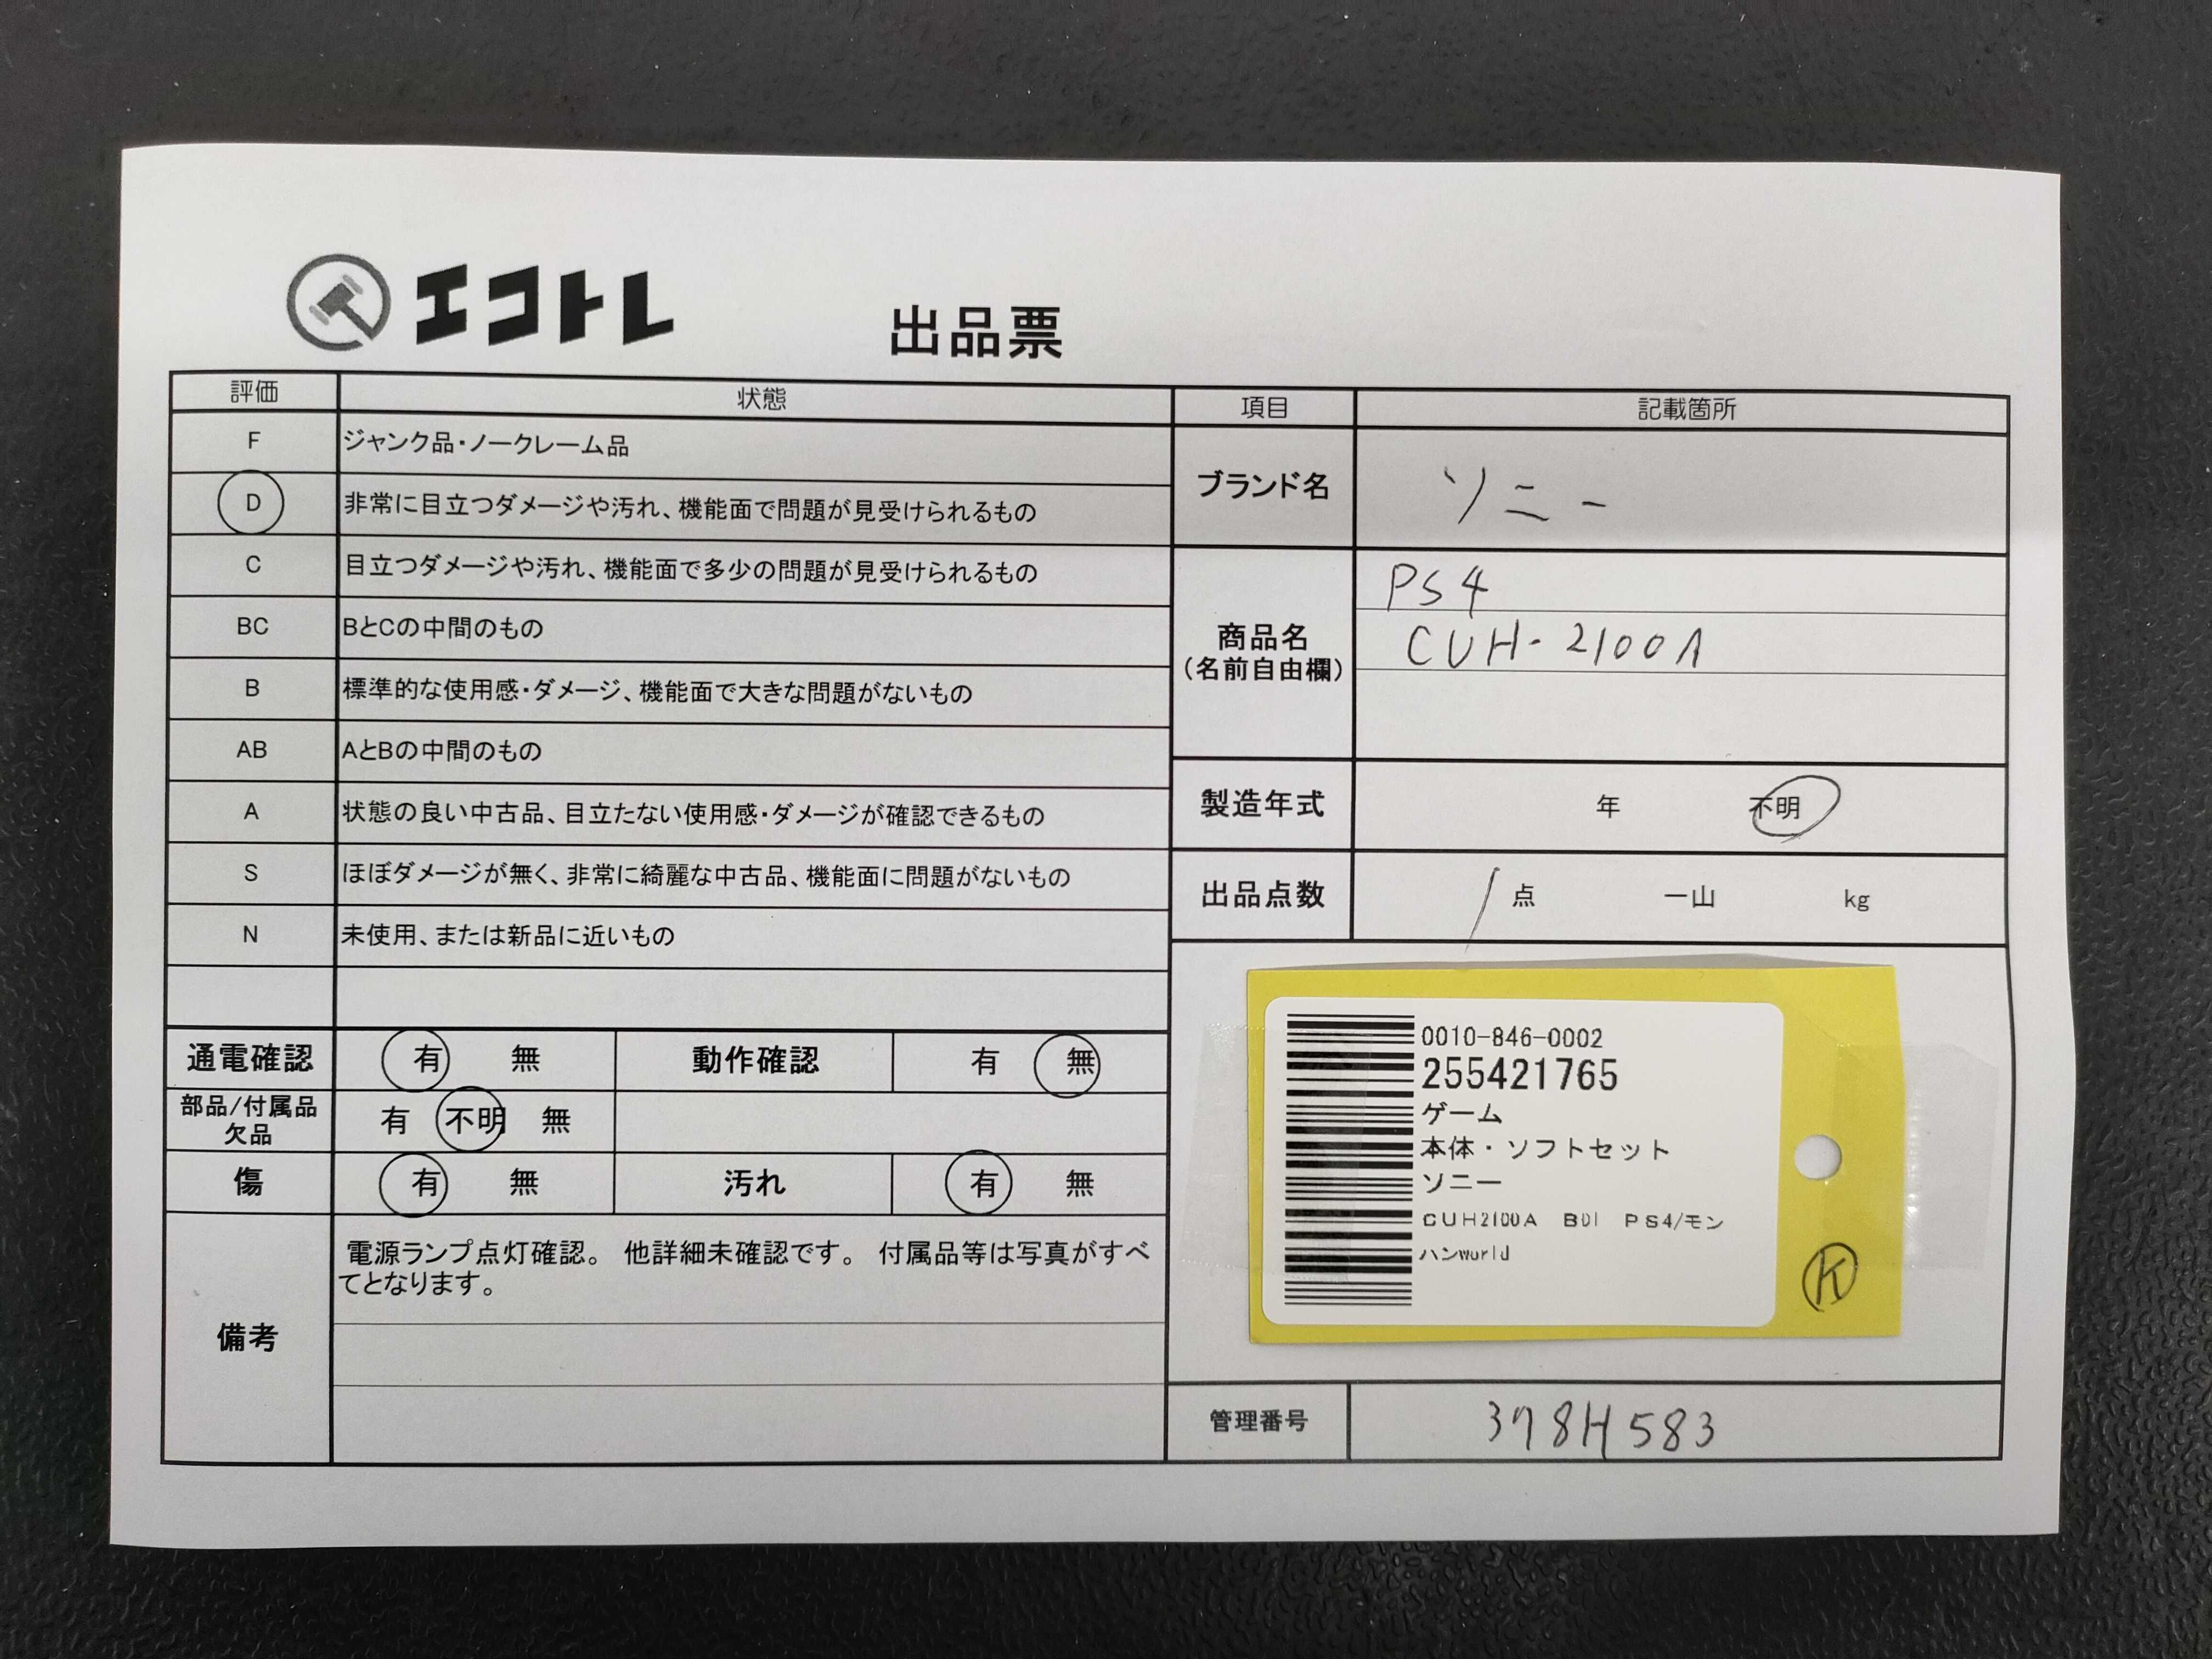 エコトレ
出品票
評価 状態
F ジャンク品・ノークレーム品
D 非常に目立つダメージや汚れ、機能面で問題が見受けられるもの
C 目立つダメージや汚れ、機能面で多少の問題が見受けられるもの
BC BとCの中間のもの
B 標準的な使用感・ダメージ、機能面で大きな問題がないもの
AB AとBの中間のもの
A 状態の良い中古品、目立たない使用感・ダメージが確認できるもの
S ほぼダメージが無く、非常に綺麗な中古品、機能面に問題がないもの
N 未使用、または新品に近いもの
通電確認 有 無 動作確認 有 無
部品/付属品
欠品
有 不明 無
傷 有 無 汚れ 有 無
備考
電源ランプ点灯確認。 他詳細未確認です。 付属品等は写真がすべ
てとなります。
項目 記載箇所
ブランド名 ソニー
商品名
(名前自由欄)
PS4
CUH-2100A
製造年式 年 不明
出品点数 1 点 一山 kg
0010-846-0002
255421765
ゲーム
本体・ソフトセット
ソニー
CUH2100A B01 PS4/モン
ハンworld
K
管理番号 378H583